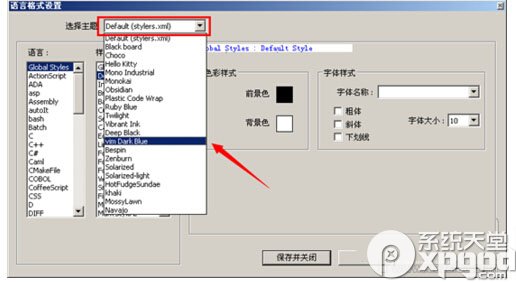 语言格式设置
选择主题 Default (stylers.xml)
Default (stylers.xml)
Black board
Choco
Hello Kitty
Mono Industrial
Monokai
Obsidian
Plastic Code Wrap
Ruby Blue
Twilight
Vibrant Ink
Deep Black
vim Dark Blue
Bespin
Zenburn
Solarized
Solarized-light
HotFudgeSundae
khaki
MossyLawn
Navajo
语言：
Global Styles
ActionScript
ADA
asp
Assembly
autoIt
bash
Batch
C
C++
C#
Caml
CMakeFile
COBOL
CoffeeScript
CSS
D
DIFF
obal Styles : Default Style
色彩样式
前景色
背景色
字体样式
字体名称：
粗体
斜体
下划线
字体大小： 10
保存并关闭
系统天堂